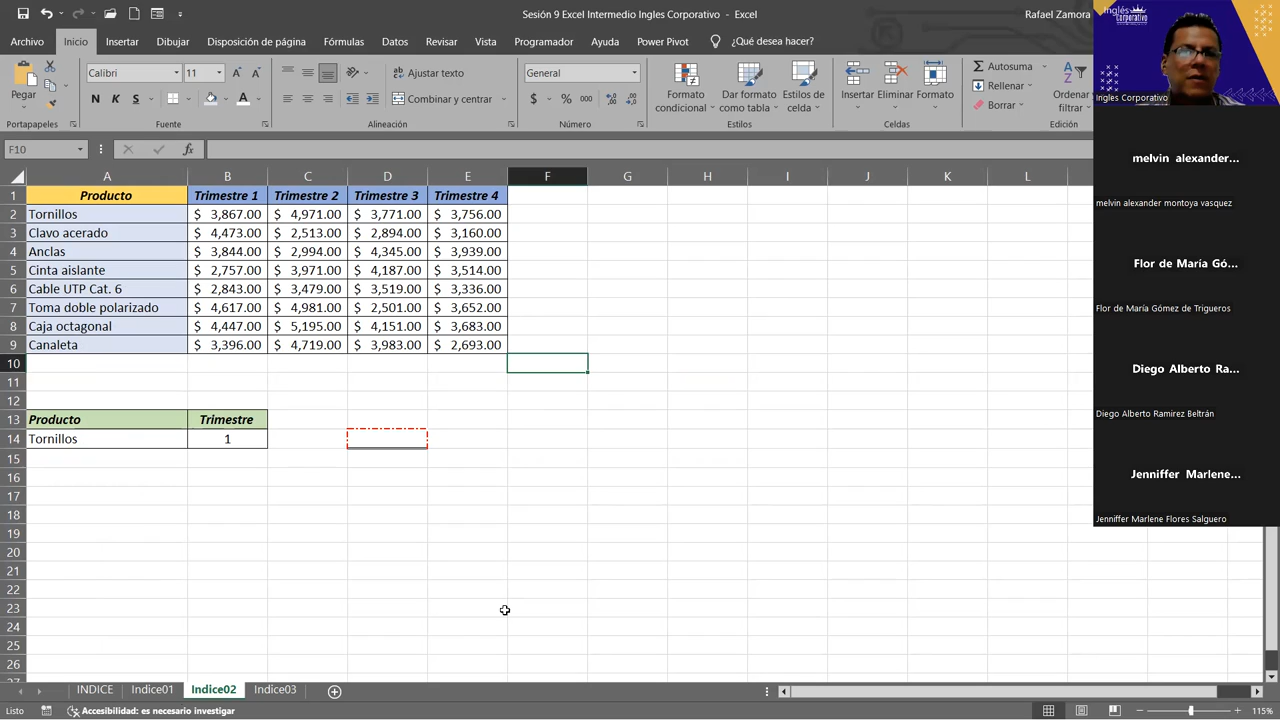 Sesión 9 Excel Intermedio Ingles Corporativo - Excel
Rafael Zamora
Archivo Inicio Insertar Dibujar Disposición de página Fórmulas Datos Revisar Vista Programador Ayuda Power Pivot ¿Qué desea hacer?
Pegar
Calibri 11
N K S
Ajustar texto
Combinar y centrar
General
$ % 000
Formato condicional
Dar formato como tabla
Estilos de celda
Insertar Eliminar Formato
Autosuma
Rellenar
Borrar
Ordenar filtrar
Portapapeles Fuente Alineación Número Estilos Celdas Edición
F10 fx
A B C D E F G H I J K L
1 Producto Trimestre 1 Trimestre 2 Trimestre 3 Trimestre 4
2 Tornillos $ 3,867.00 $ 4,971.00 $ 3,771.00 $ 3,756.00
3 Clavo acerado $ 4,473.00 $ 2,513.00 $ 2,894.00 $ 3,160.00
4 Anclas $ 3,844.00 $ 2,994.00 $ 4,345.00 $ 3,939.00
5 Cinta aislante $ 2,757.00 $ 3,971.00 $ 4,187.00 $ 3,514.00
6 Cable UTP Cat. 6 $ 2,843.00 $ 3,479.00 $ 3,519.00 $ 3,336.00
7 Toma doble polarizado $ 4,617.00 $ 4,981.00 $ 2,501.00 $ 3,652.00
8 Caja octagonal $ 4,447.00 $ 5,195.00 $ 4,151.00 $ 3,683.00
9 Canaleta $ 3,396.00 $ 4,719.00 $ 3,983.00 $ 2,693.00
10
11
12
13 Producto Trimestre
14 Tornillos 1
15
16
17
18
19
20
21
22
23
24
25
26
INDICE Indice01 Indice02 Indice03
Listo Accesibilidad: es necesario investigar 115%
Inglés Corporativo
Ingles Corporativo
melvin alexander...
melvin alexander montoya vasquez
Flor de María Gó...
Flor de María Gómez de Trigueros
Diego Alberto Ra...
Diego Alberto Ramirez Beltrán
Jenniffer Marlene...
Jenniffer Marlene Flores Salguero